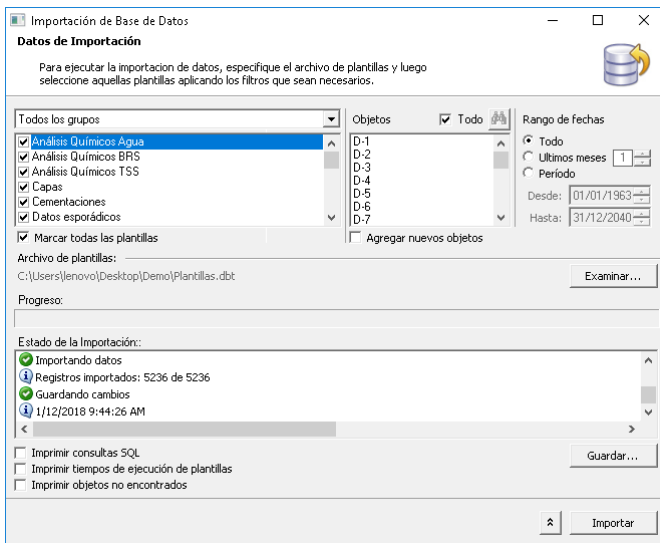 Importación de Base de Datos
Datos de Importación
Para ejecutar la importacion de datos, especifique el archivo de plantillas y luego
seleccione aquellas plantillas aplicando los filtros que sean necesarios.
Todos los grupos
Análisis Químicos Agua
Análisis Químicos BRS
Análisis Químicos TSS
Capas
Cementaciones
Datos esporádicos
Marcar todas las plantillas
Objetos
Todo
D-1
D-2
D-3
D-4
D-5
D-6
D-7
Agregar nuevos objetos
Rango de fechas
Todo
Ultimos meses 1
Período
Desde: 01/01/1963
Hasta: 31/12/2040
Archivo de plantillas:
C:\Users\lenovo\Desktop\Demo\Plantillas.dbt
Examinar...
Progreso:
Estado de la Importación::
Importando datos
Registros importados: 5236 de 5236
Guardando cambios
1/12/2018 9:44:26 AM
Imprimir consultas SQL
Imprimir tiempos de ejecución de plantillas
Imprimir objetos no encontrados
Guardar...
Importar